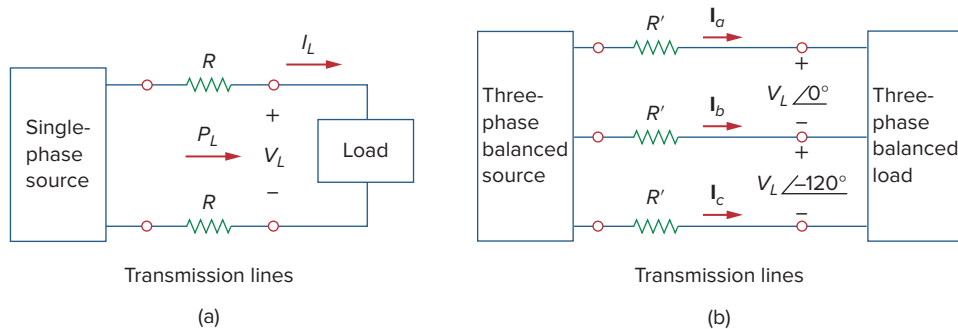 R
I_L
Single-
phase
source
P_L
+
V_L
−
Load
R
Transmission lines
(a)
R′
I_a
Three-
phase
balanced
source
+
V_L ∠0°
−
R′
I_b
+
V_L ∠−120°
−
R′
I_c
Three-
phase
balanced
load
Transmission lines
(b)